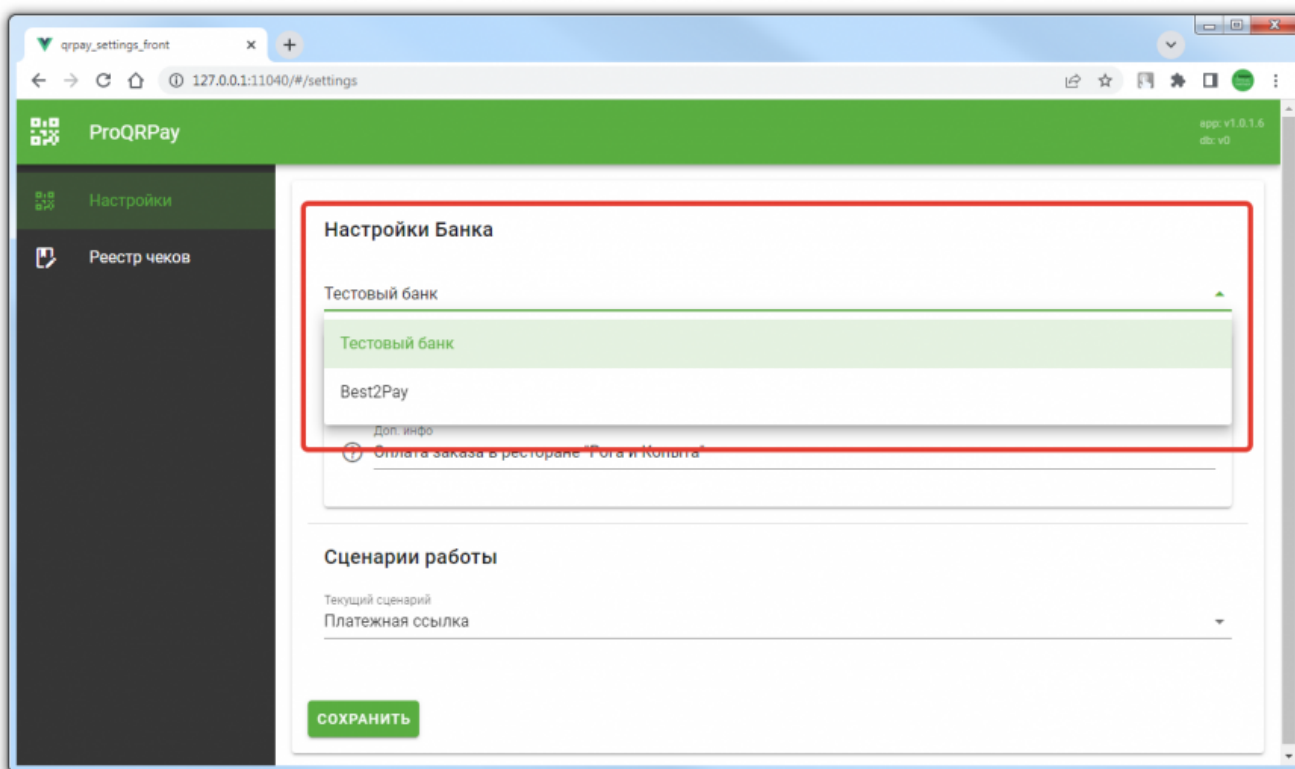 qrpay_settings_front
127.0.0.1:11040/#/settings
ProQRPay
app: v1.0.1.6
db: v0
Настройки
Реестр чеков
Настройки Банка
Тестовый банк
Тестовый банк
Best2Pay
Доп. инфо
Оплата заказа в ресторане "Рога и Копыта"
Сценарии работы
Текущий сценарий
Платежная ссылка
СОХРАНИТЬ